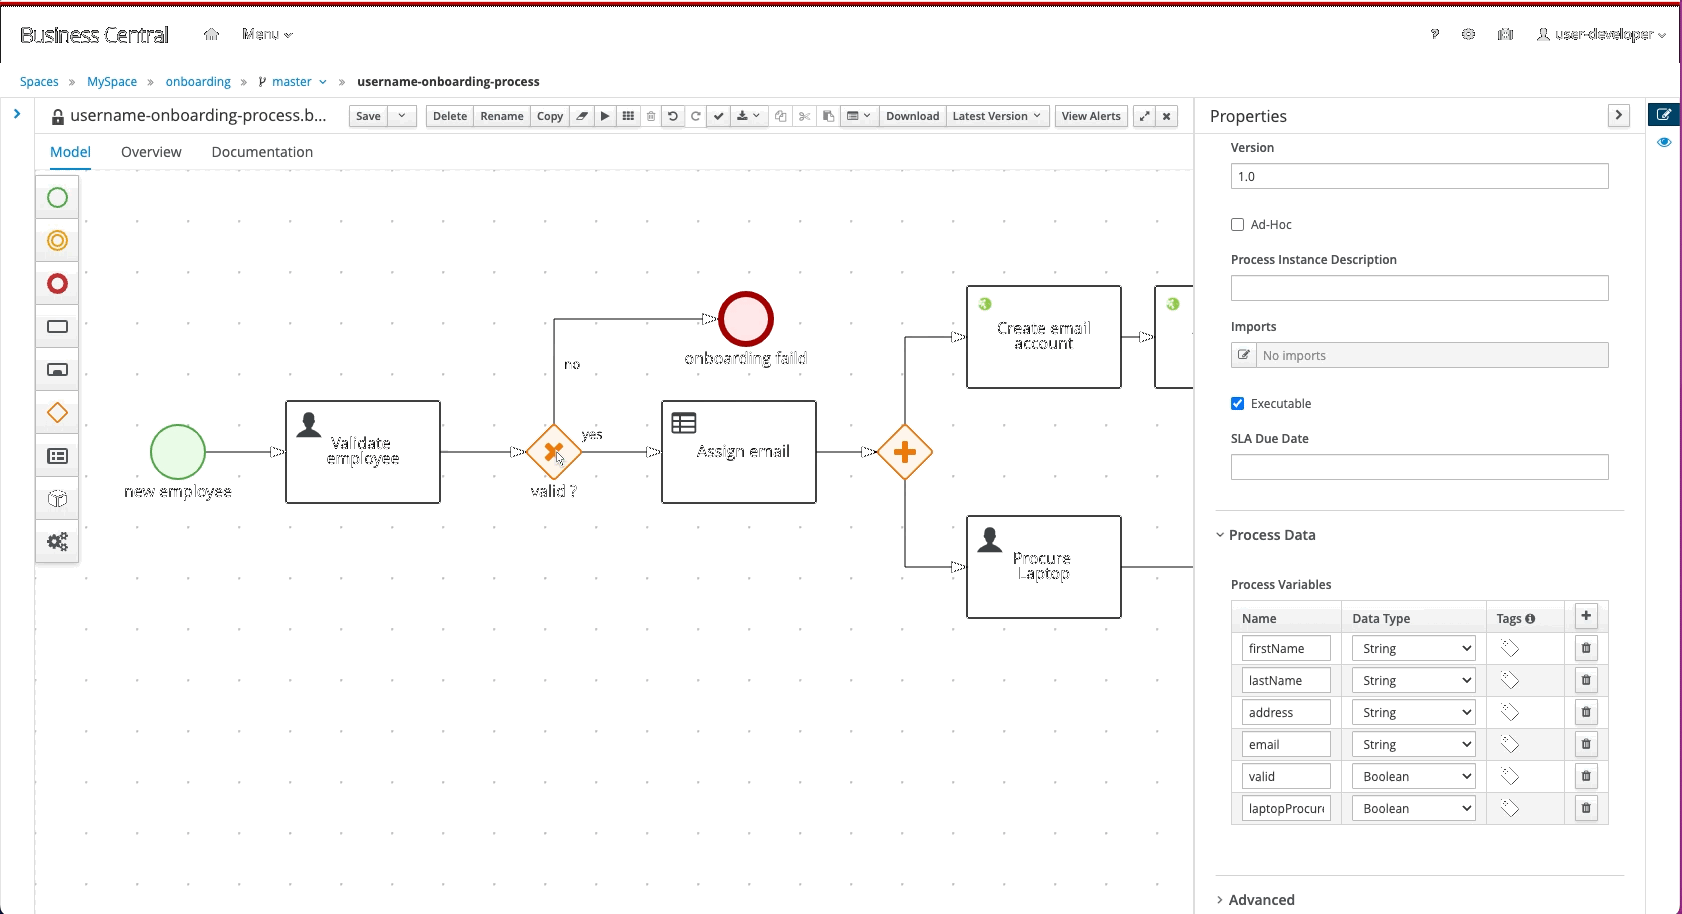 Business Central
Menu
?
user-developer
Spaces » MySpace » onboarding » master » username-onboarding-process
username-onboarding-process.b...
Save
Delete Rename Copy
Download Latest Version
View Alerts
Model Overview Documentation
new employee
Validate
employee
no
yes
valid ?
onboarding faild
Assign email
Create email
account
Procure
Laptop
Properties
Version
1.0
Ad-Hoc
Process Instance Description
Imports
No imports
Executable
SLA Due Date
Process Data
Process Variables
Name Data Type Tags
firstName String
lastName String
address String
email String
valid Boolean
laptopProcure Boolean
Advanced